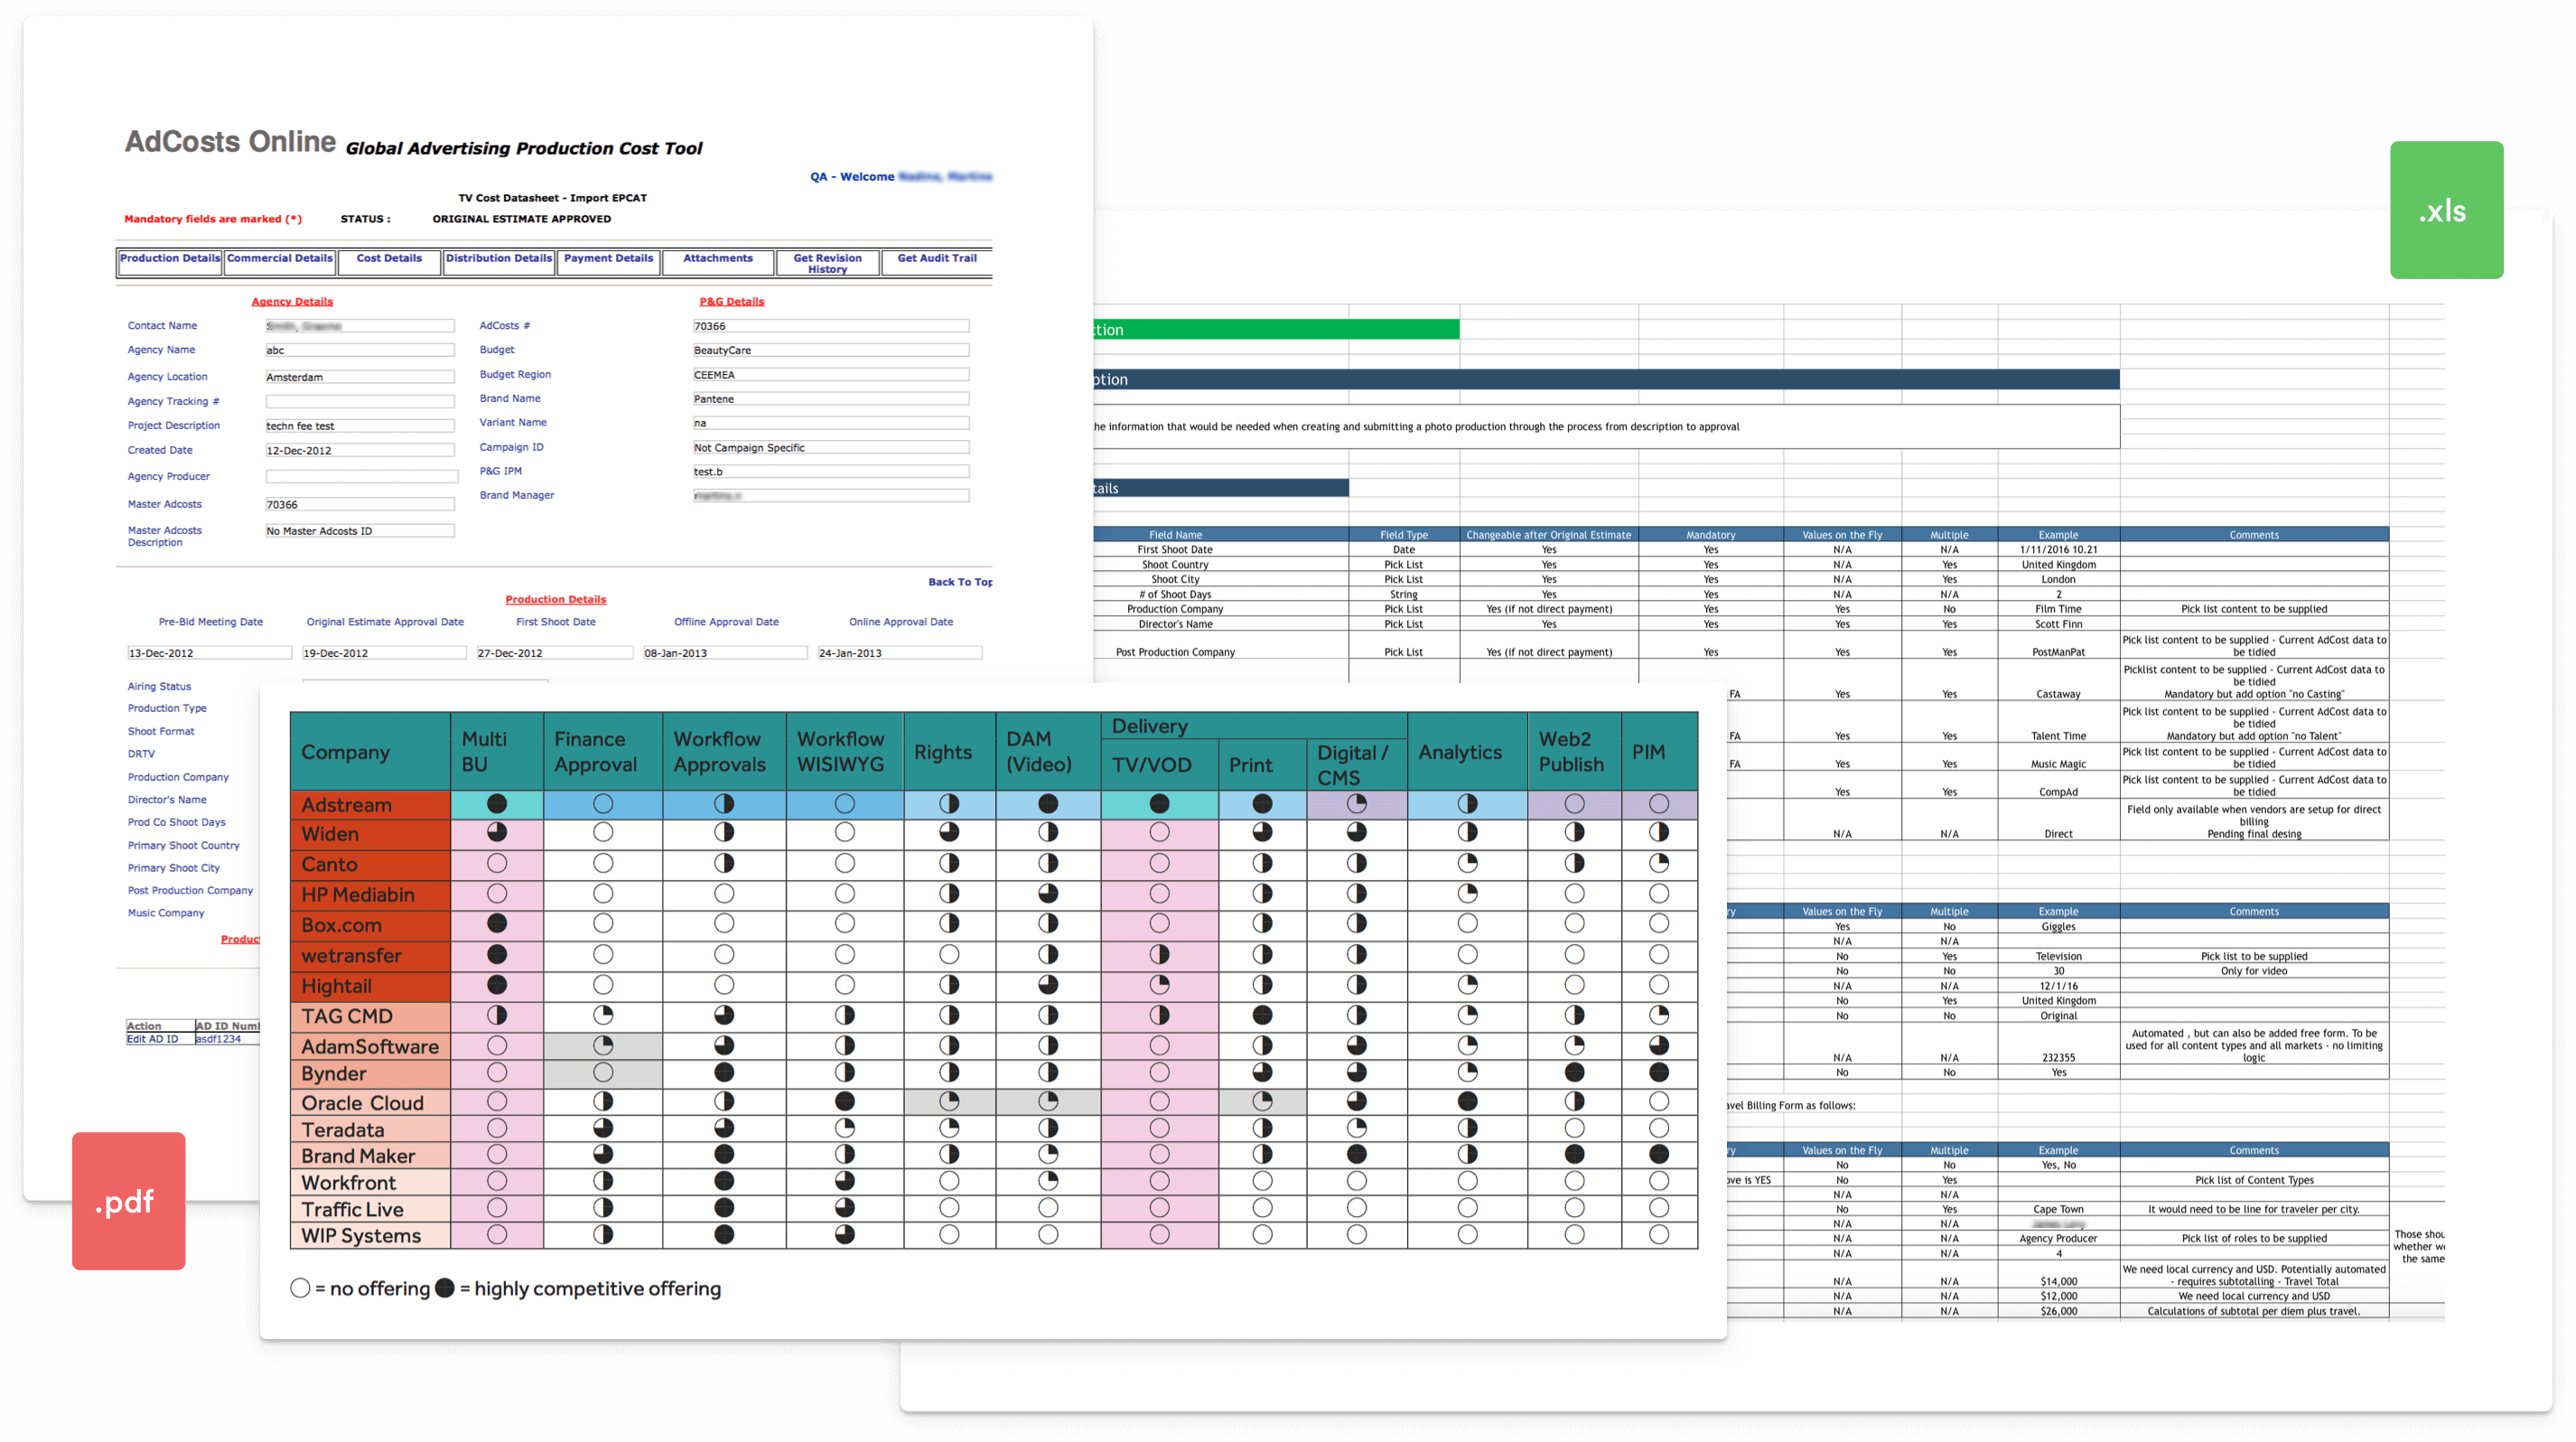 AdCosts Online Global Advertising Production Cost Tool
QA - Welcome
TV Cost Datasheet - Import EPCAT
Mandatory fields are marked (*) STATUS : ORIGINAL ESTIMATE APPROVED
Production Details Commercial Details Cost Details Distribution Details Payment Details Attachments Get Revision History Get Audit Trail
Agency Details P&G Details
Contact Name AdCosts # 70366
Agency Name abc Budget BeautyCare
Agency Location Amsterdam Budget Region CEEMEA
Agency Tracking # Brand Name Pantene
Project Description techn fee test Variant Name na
Created Date 12-Dec-2012 Campaign ID Not Campaign Specific
Agency Producer P&G IPM test.b
Master Adcosts 70366 Brand Manager
Master Adcosts Description No Master Adcosts ID
Back To Top
Production Details
Pre-Bid Meeting Date Original Estimate Approval Date First Shoot Date Offline Approval Date Online Approval Date
13-Dec-2012 19-Dec-2012 27-Dec-2012 08-Jan-2013 24-Jan-2013
Airing Status
Production Type
Shoot Format
DRTV
Production Company
Director's Name
Prod Co Shoot Days
Primary Shoot Country
Primary Shoot City
Post Production Company
Music Company
Produc
Action AD ID Num
Edit AD ID asdf1234
.pdf
.xls
ction
ption
he information that would be needed when creating and submitting a photo production through the process from description to approval
tails
Field Name Field Type Changeable after Original Estimate Mandatory Values on the Fly Multiple Example Comments
First Shoot Date Date Yes Yes N/A N/A 1/11/2016 10.21
Shoot Country Pick List Yes Yes N/A Yes United Kingdom
Shoot City Pick List Yes Yes N/A Yes London
# of Shoot Days String Yes Yes N/A N/A 2
Production Company Pick List Yes (if not direct payment) Yes Yes No Film Time Pick list content to be supplied
Director's Name Pick List Yes Yes Yes Yes Scott Finn
Pick list content to be supplied - Current AdCost data to
Post Production Company Pick List Yes (if not direct payment) Yes Yes Yes PostManPat be tidied
Picklist content to be supplied - Current AdCost data to
be tidied
FA Yes Yes Castaway Mandatory but add option "no Casting"
Pick list content to be supplied - Current AdCost data to
be tidied
FA Yes Yes Talent Time Mandatory but add option "no Talent"
Pick list content to be supplied - Current AdCost data to
FA Yes Yes Music Magic be tidied
Pick list content to be supplied - Current AdCost data to
Yes Yes CompAd be tidied
Field only available when vendors are setup for direct
billing
N/A N/A Direct Pending final desing
ry Values on the Fly Multiple Example Comments
Yes No Giggles
N/A N/A
No Yes Television Pick list to be supplied
No No 30 Only for video
N/A N/A 12/1/16
No Yes United Kingdom
No No Original
Automated , but can also be added free form. To be
used for all content types and all markets - no limiting
N/A N/A 232355 logic
No No Yes
avel Billing Form as follows:
ry Values on the Fly Multiple Example Comments
No No Yes, No
ove is YES No Yes Pick list of Content Types
N/A N/A
No Yes Cape Town It would need to be line for traveler per city.
N/A N/A
N/A N/A Agency Producer Pick list of roles to be supplied
N/A N/A 4
Those shou
whether we
the same
We need local currency and USD. Potentially automated
N/A N/A $14,000 - requires subtotalling - Travel Total
N/A N/A $12,000 We need local currency and USD
N/A N/A $26,000 Calculations of subtotal per diem plus travel.
Company Multi BU Finance Approval Workflow Approvals Workflow WISIWYG Rights DAM (Video) Delivery TV/VOD Print Digital / CMS Analytics Web2 Publish PIM
Adstream
Widen
Canto
HP Mediabin
Box.com
wetransfer
Hightail
TAG CMD
AdamSoftware
Bynder
Oracle Cloud
Teradata
Brand Maker
Workfront
Traffic Live
WIP Systems
= no offering = highly competitive offering